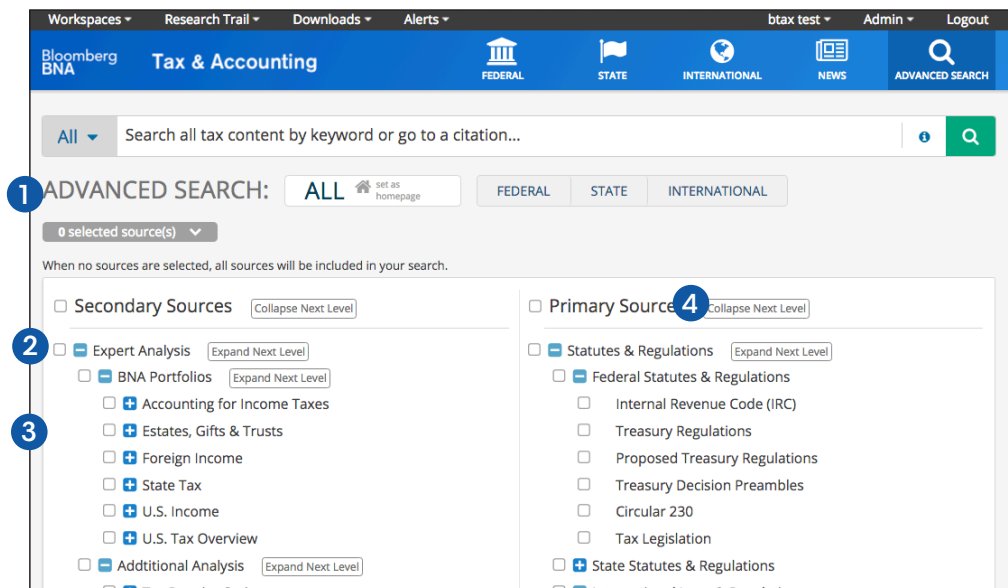 Workspaces Research Trail Downloads Alerts btax test Admin Logout
Bloomberg
BNA
Tax & Accounting
FEDERAL STATE INTERNATIONAL NEWS ADVANCED SEARCH
All Search all tax content by keyword or go to a citation...
1 ADVANCED SEARCH: ALL set as homepage FEDERAL STATE INTERNATIONAL
0 selected source(s)
When no sources are selected, all sources will be included in your search.
Secondary Sources Collapse Next Level
2 Expert Analysis Expand Next Level
BNA Portfolios Expand Next Level
Accounting for Income Taxes
3 Estates, Gifts & Trusts
Foreign Income
State Tax
U.S. Income
U.S. Tax Overview
Addtitional Analysis Expand Next Level
Primary Source 4 Collapse Next Level
Statutes & Regulations Expand Next Level
Federal Statutes & Regulations
Internal Revenue Code (IRC)
Treasury Regulations
Proposed Treasury Regulations
Treasury Decision Preambles
Circular 230
Tax Legislation
State Statutes & Regulations